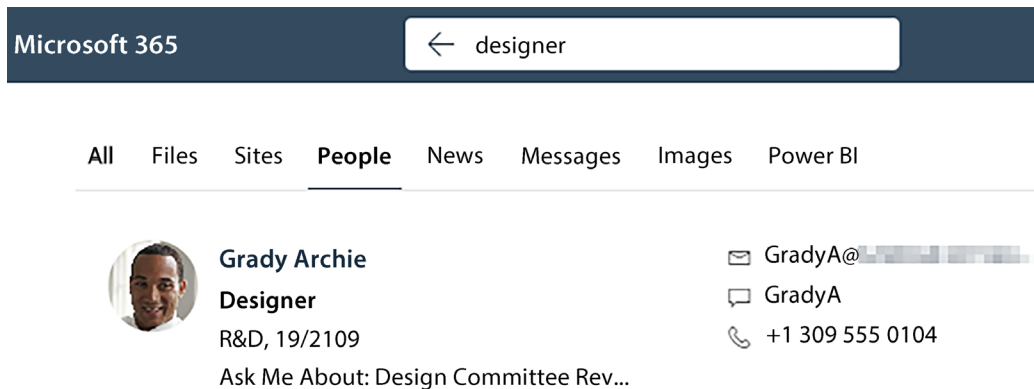 Microsoft 365
designer
All Files Sites People News Messages Images Power BI
Grady Archie
Designer
R&D, 19/2109
Ask Me About: Design Committee Rev...
GradyA@
GradyA
+1 309 555 0104